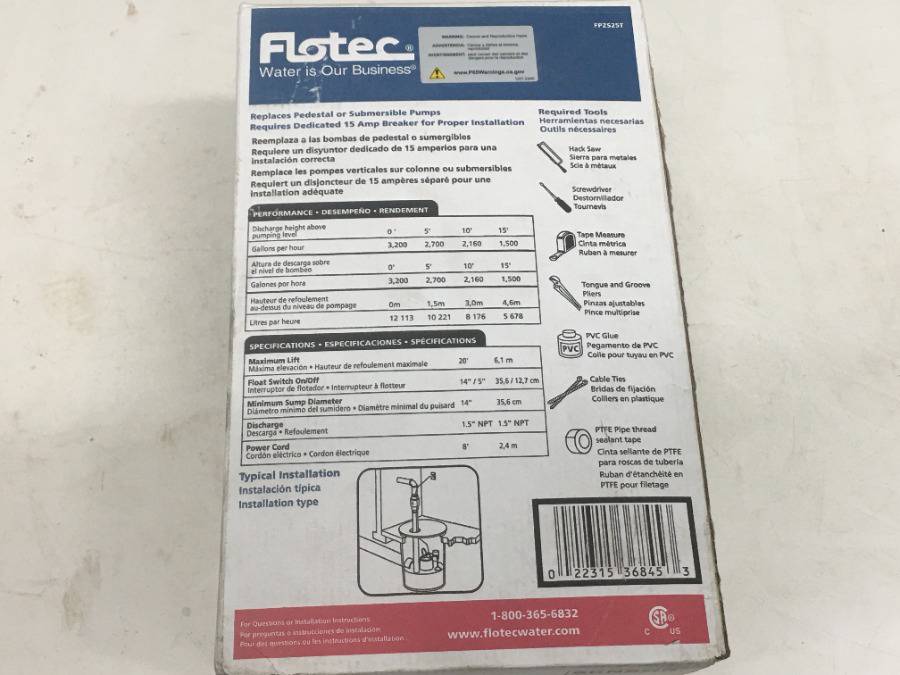 FPZS25T
Flotec®
Water is Our Business®
WARNING: Cancer and Reproductive Harm
www.P65Warnings.ca.gov
Replaces Pedestal or Submersible Pumps
Requires Dedicated 15 Amp Breaker for Proper Installation
Reemplaza a las bombas de pedestal o sumergibles
Requiere un disyuntor dedicado de 15 amperios para una
instalación correcta
Remplace les pompes verticales sur colonne ou submersibles
Requiert un disjoncteur de 15 ampères séparé pour une
installation adéquate
PERFORMANCE • DESEMPEÑO • RENDEMENT
Discharge height above
pumping level 0' 5' 10' 15'
Gallons per hour 3,200 2,700 2,160 1,500
Altura de descarga sobre
el nivel de bombeo 0' 5' 10' 15'
Galones por hora 3,200 2,700 2,160 1,500
Hauteur de refoulement
au-dessus du niveau de pompage 0m 1,5m 3,0m 4,6m
Litres par heure 12 113 10 221 8 176 5 678
SPECIFICATIONS • ESPECIFICACIONES • SPÉCIFICATIONS
Maximum Lift 20' 6,1 m
Máxima elevación • Hauteur de refoulement maximale
Float Switch On/Off 14" / 5" 35,6 / 12,7 cm
Interruptor de flotador • Interrupteur à flotteur
Minimum Sump Diameter 14" 35,6 cm
Diámetro mínimo del sumidero • Diamètre minimal du puisard
Discharge 1.5" NPT 1.5" NPT
Descarga • Refoulement
Power Cord 8' 2,4 m
Cordón eléctrico • Cordon électrique
Typical Installation
Instalación típica
Installation type
Required Tools
Herramientas necesarias
Outils nécessaires
Hack Saw
Sierra para metales
Scie à métaux
Screwdriver
Destornillador
Tournevis
Tape Measure
Cinta métrica
Ruban à mesurer
Tongue and Groove
Pliers
Pinzas ajustables
Pince multiprise
PVC
PVC Glue
Pegamento de PVC
Colle pour tuyau en PVC
Cable Ties
Bridas de fijación
Colliers en plastique
PTFE Pipe thread
sealant tape
Cinta sellante de PTFE
para roscas de tubería
Ruban d'étanchéité en
PTFE pour filetage
0 22315 36845 3
For Questions or Installation Instructions
Por preguntas o instrucciones de instalación
Pour des questions ou les instructions d'installation
1-800-365-6832
www.flotecwater.com
C US